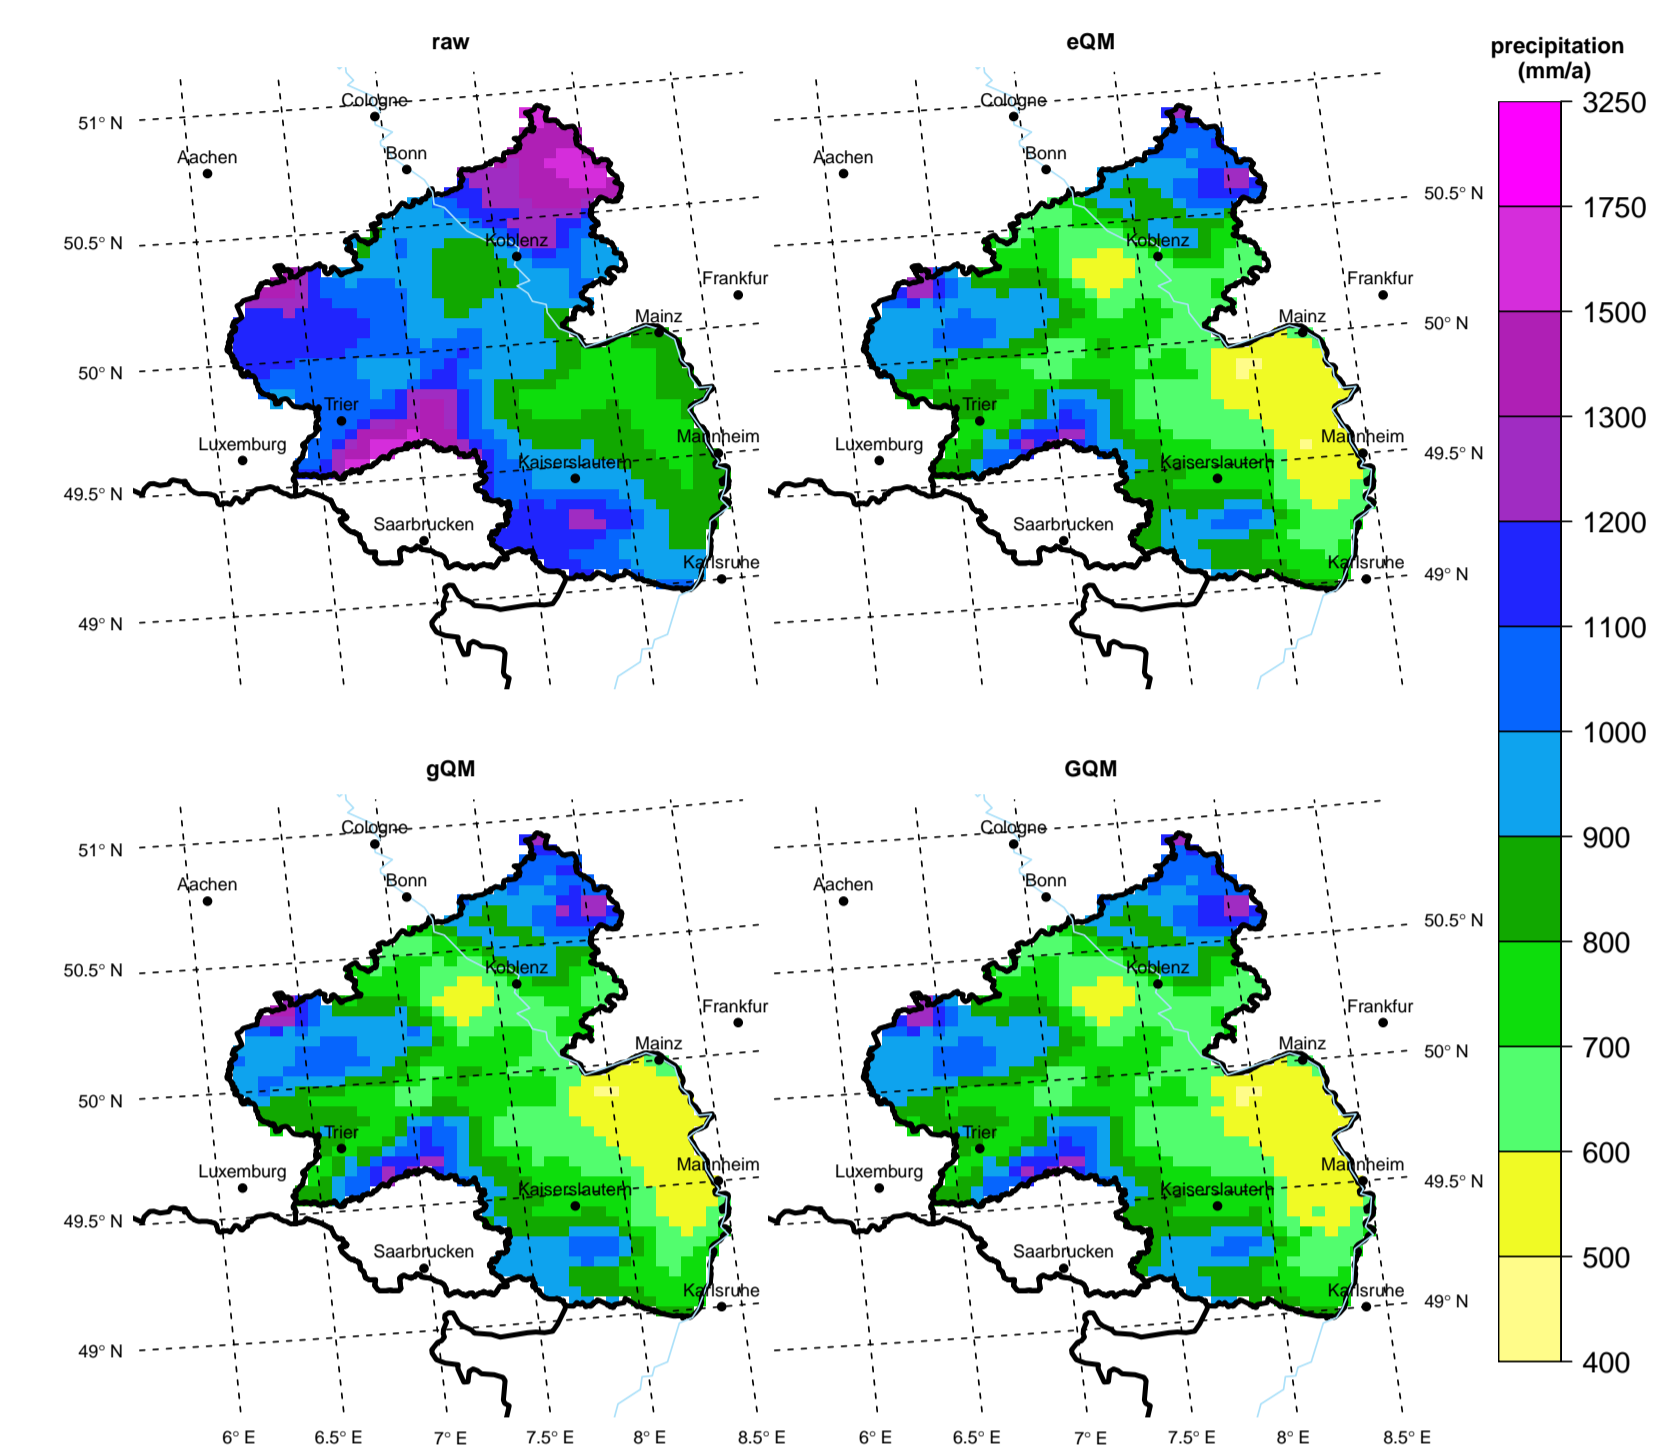 raw
eQM
precipitation
(mm/a)
3250
1750
1500
1300
1200
1100
1000
900
800
700
600
500
400
51° N
50.5° N
50° N
49.5° N
49° N
Cologne
Aachen
Bonn
Koblenz
Frankfur
Mainz
Trier
Luxemburg
Mannheim
Kaiserslautern
Saarbrucken
Karlsruhe
Cologne
Aachen
Bonn
Koblenz
Frankfur
Mainz
Trier
Luxemburg
Mannheim
Kaiserslautern
Saarbrucken
Karlsruhe
50.5° N
50° N
49.5° N
49° N
gQM
GQM
51° N
50.5° N
50° N
49.5° N
49° N
Cologne
Aachen
Bonn
Koblenz
Frankfur
Mainz
Trier
Luxemburg
Mannheim
Kaiserslautern
Saarbrucken
Karlsruhe
Cologne
Aachen
Bonn
Koblenz
Frankfur
Mainz
Trier
Luxemburg
Mannheim
Kaiserslautern
Saarbrucken
Karlsruhe
50.5° N
50° N
49.5° N
49° N
6° E 6.5° E 7° E 7.5° E 8° E 8.5° E
6° E 6.5° E 7° E 7.5° E 8° E 8.5° E